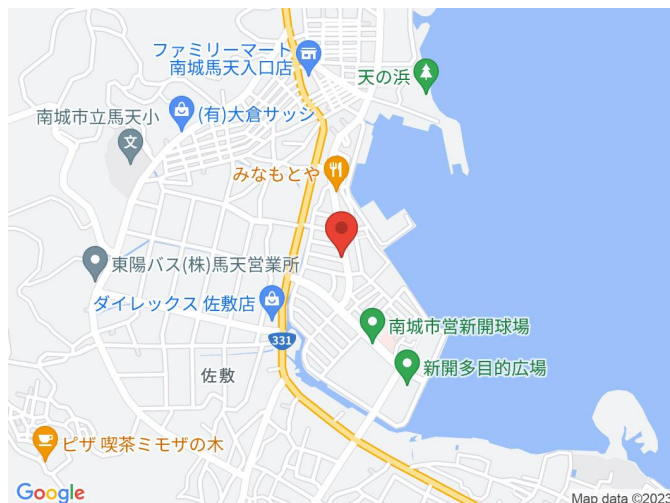 ファミリーマート
南城馬天入口店
天の浜
(有)大倉サッシ
南城市立馬天小
文
みなもとや
東陽バス(株)馬天営業所
ダイレックス 佐敷店
南城市営新開球場
331
新開多目的広場
佐敷
ピザ 喫茶ミモザの木
Google
Map data ©2023